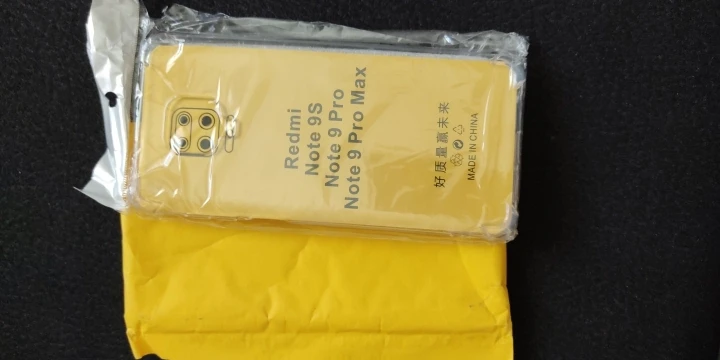 Redmi
Note 9S
Note 9 Pro
Note 9 Pro Max
好质量赢未来
MADE IN CHINA